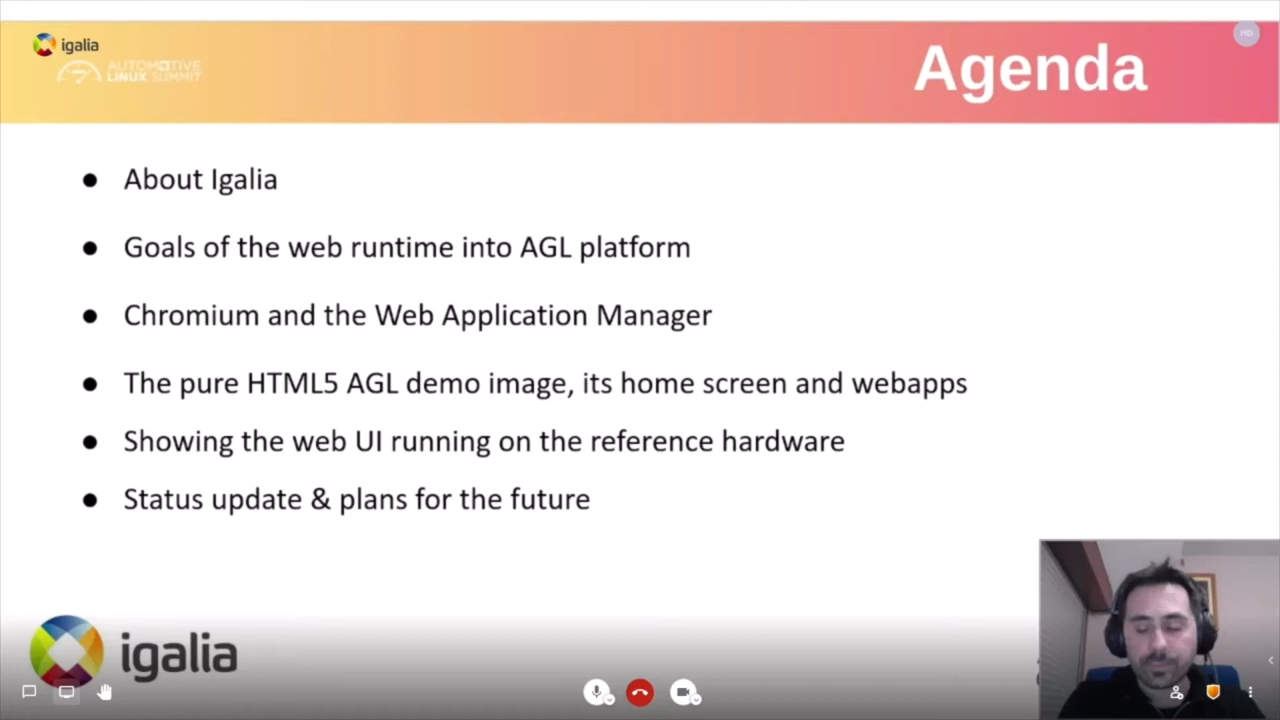 igalia
AUTOMOTIVE
LINUX SUMMIT
Agenda
HD
About Igalia
Goals of the web runtime into AGL platform
Chromium and the Web Application Manager
The pure HTML5 AGL demo image, its home screen and webapps
Showing the web UI running on the reference hardware
Status update & plans for the future
igalia